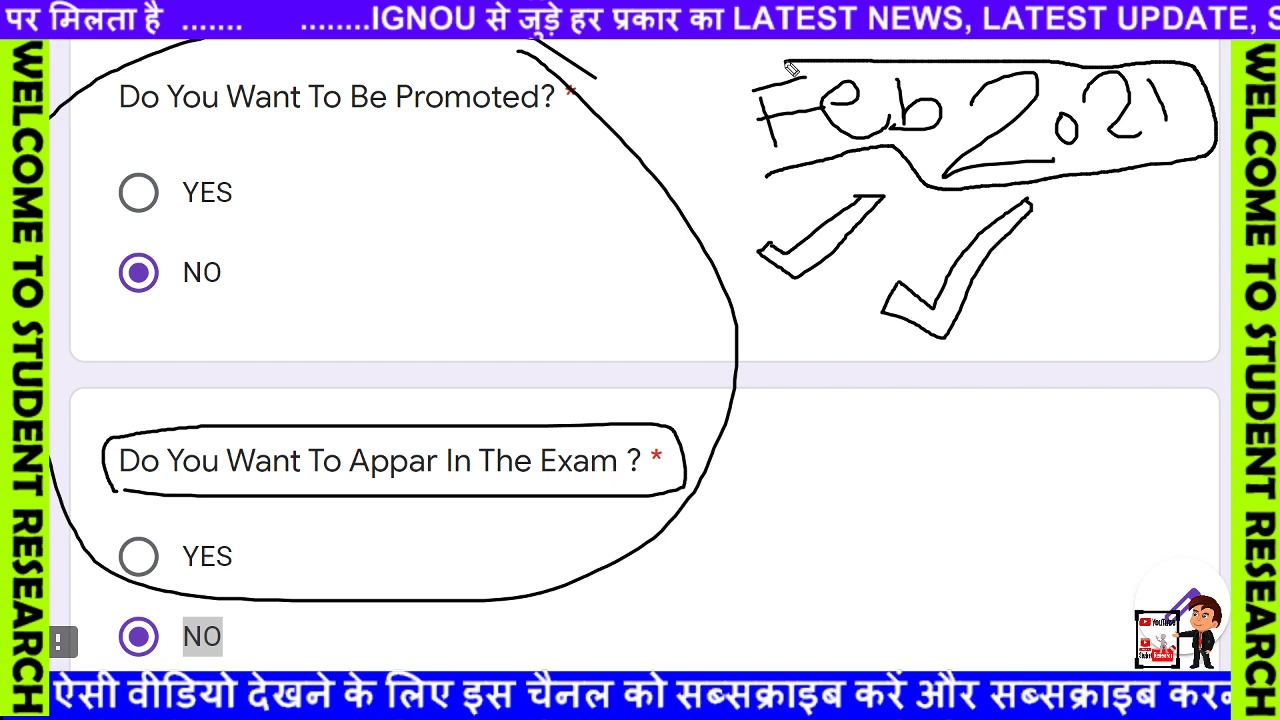 पर मिलता है ....... ........IGNOU से जुड़े हर प्रकार का LATEST NEWS, LATEST UPDATE, S
WELCOME TO STUDENT RESEARCH
Do You Want To Be Promoted? *
YES
NO
Feb 2021
Do You Want To Appar In The Exam ? *
YES
NO
YouTube
WELCOME TO STUDENT RESEARCH
ऐसी वीडियो देखने के लिए इस चैनल को सब्सक्राइब करें और सब्सक्राइब